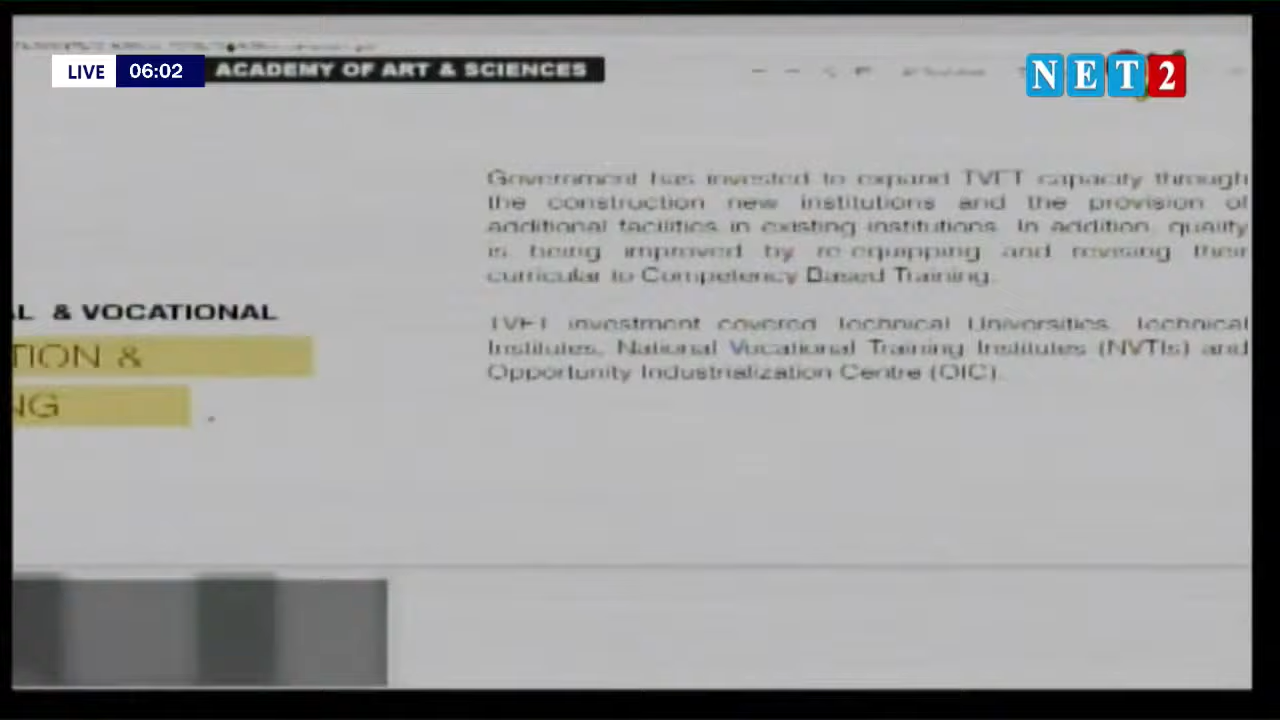 LIVE 06:02 ACADEMY OF ART & SCIENCES
NET2
Government has invested to expand TVET capacity through
the construction new institutions and the provision of
additional facilities in existing institutions. In addition, quality
is being improved by re-equipping and revising their
curricular to Competency Based Training.
L & VOCATIONAL
TION &
NG
TVET investment covered Technical Universities, Technical
Institutes, National Vocational Training Institutes (NVTIs) and
Opportunity Industrialization Centre (OIC).